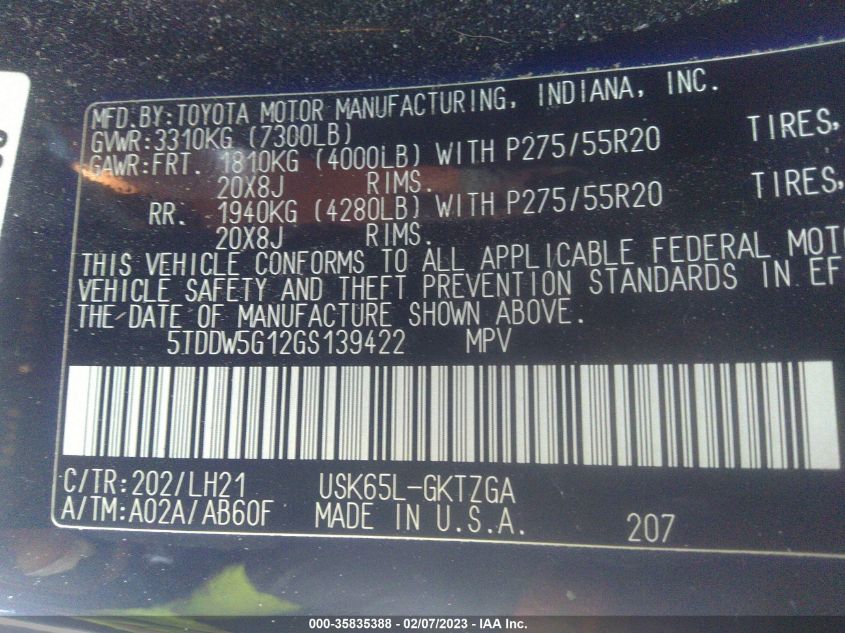 MFD.BY:TOYOTA MOTOR MANUFACTURING, INDIANA, INC.
GVWR:3310KG (7300LB)
GAWR:FRT. 1810KG (4000LB) WITH P275/55R20 TIRES,
20X8J RIMS.
RR. 1940KG (4280LB) WITH P275/55R20 TIRES,
20X8J RIMS.
THIS VEHICLE CONFORMS TO ALL APPLICABLE FEDERAL MOTO
VEHICLE SAFETY AND THEFT PREVENTION STANDARDS IN EF
THE DATE OF MANUFACTURE SHOWN ABOVE.
5TDDW5G12GS139422 MPV
C/TR:202/LH21 USK65L-GKTZGA
A/TM:A02A/AB60F MADE IN U.S.A. 207
000-35835388 - 02/07/2023 - IAA Inc.